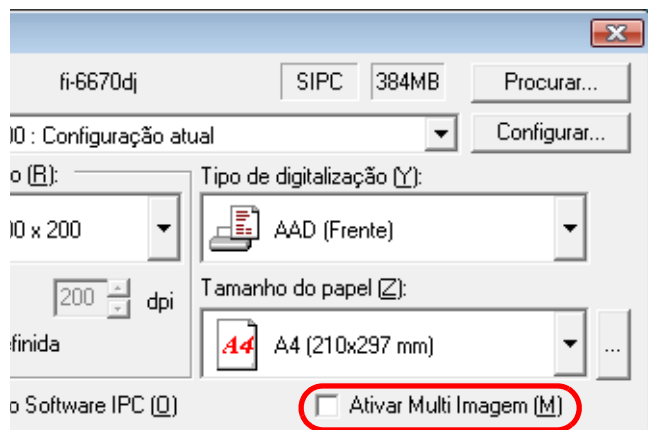 fi-6670dj SIPC 384MB Procurar...
00 : Configuração atual Configurar...
o (R): Tipo de digitalização (Y):
00 x 200 AAD (Frente)
200 dpi Tamanho do papel (Z):
efinida A4 A4 (210x297 mm) ...
o Software IPC (O) Ativar Multi Imagem (M)